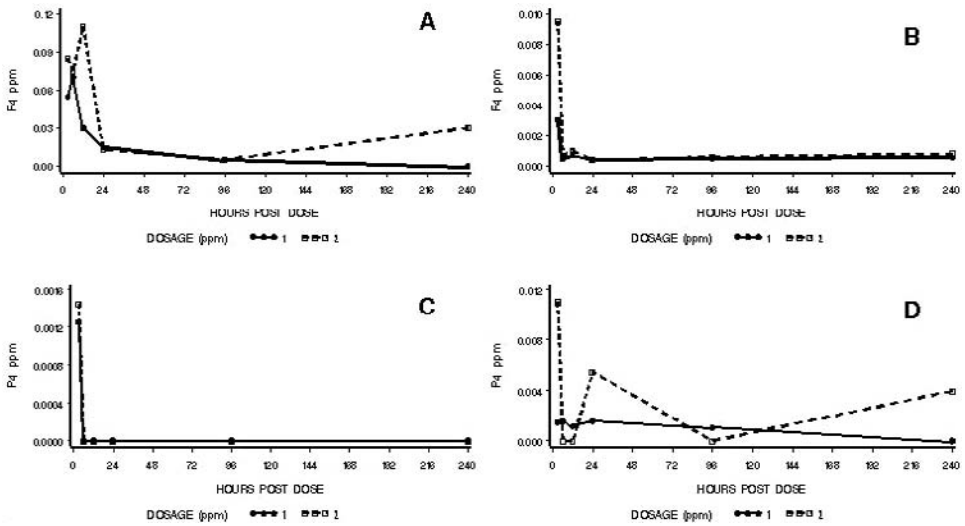 A
0.12
0.09
0.06
0.03
0.00
P4 ppm
0 24 48 72 96 120 144 168 192 216 240
HOURS POST DOSE
DOSAGE (ppm) 1 2
B
0.010
0.008
0.006
0.004
0.002
0.000
P4 ppm
0 24 48 72 96 120 144 168 192 216 240
HOURS POST DOSE
DOSAGE (ppm) 1 2
C
0.0016
0.0012
0.0008
0.0004
0.0000
P4 ppm
0 24 48 72 96 120 144 168 192 216 240
HOURS POST DOSE
DOSAGE (ppm) 1 2
D
0.012
0.008
0.004
0.000
P4 ppm
0 24 48 72 96 120 144 168 192 216 240
HOURS POST DOSE
DOSAGE (ppm) 1 2